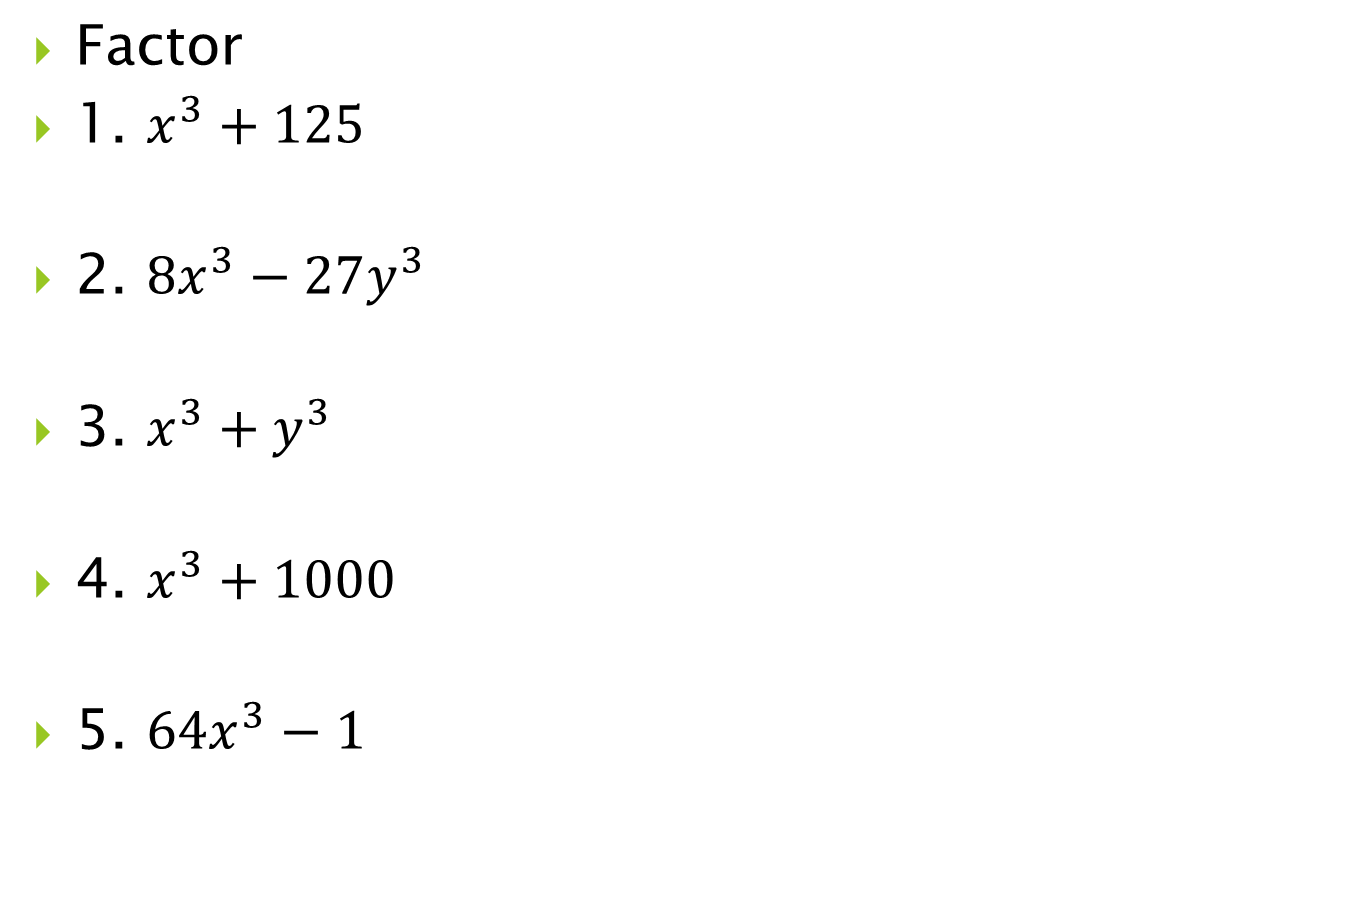 Factor
1. x³ + 125
2. 8x³ − 27y³
3. x³ + y³
4. x³ + 1000
5. 64x³ − 1